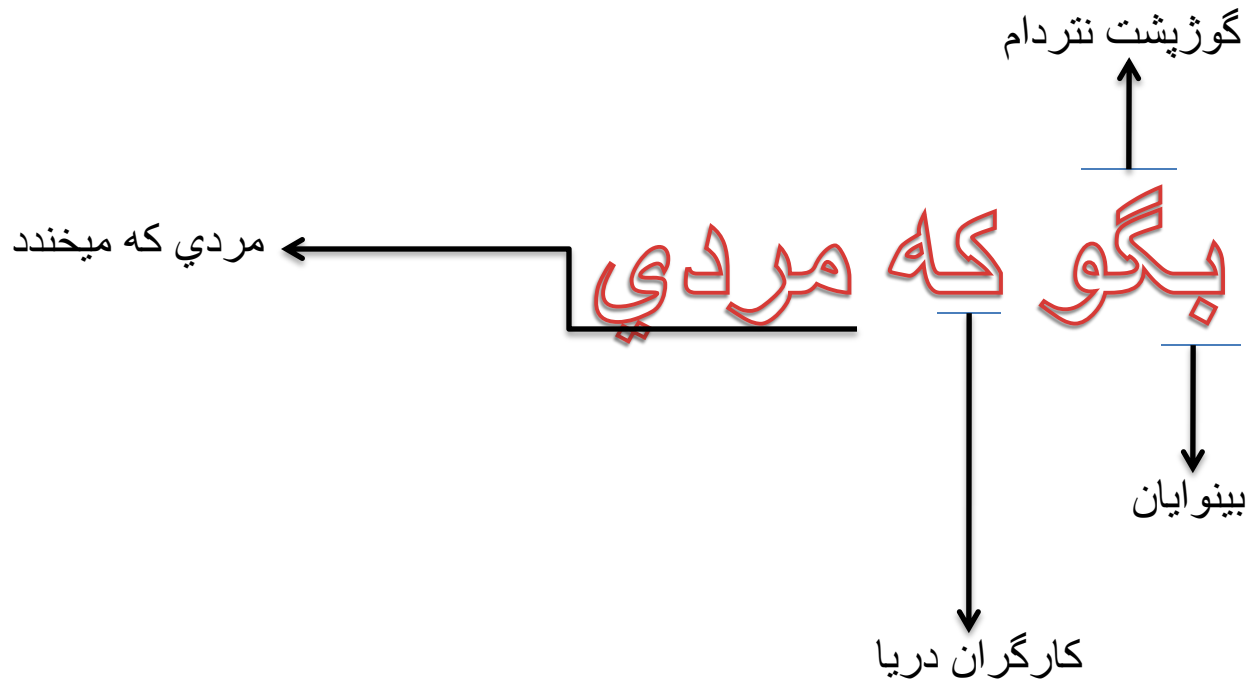 گوژپشت نتردام
بگو که مردي
مردي که ميخندد
بينوايان
کارگران دريا